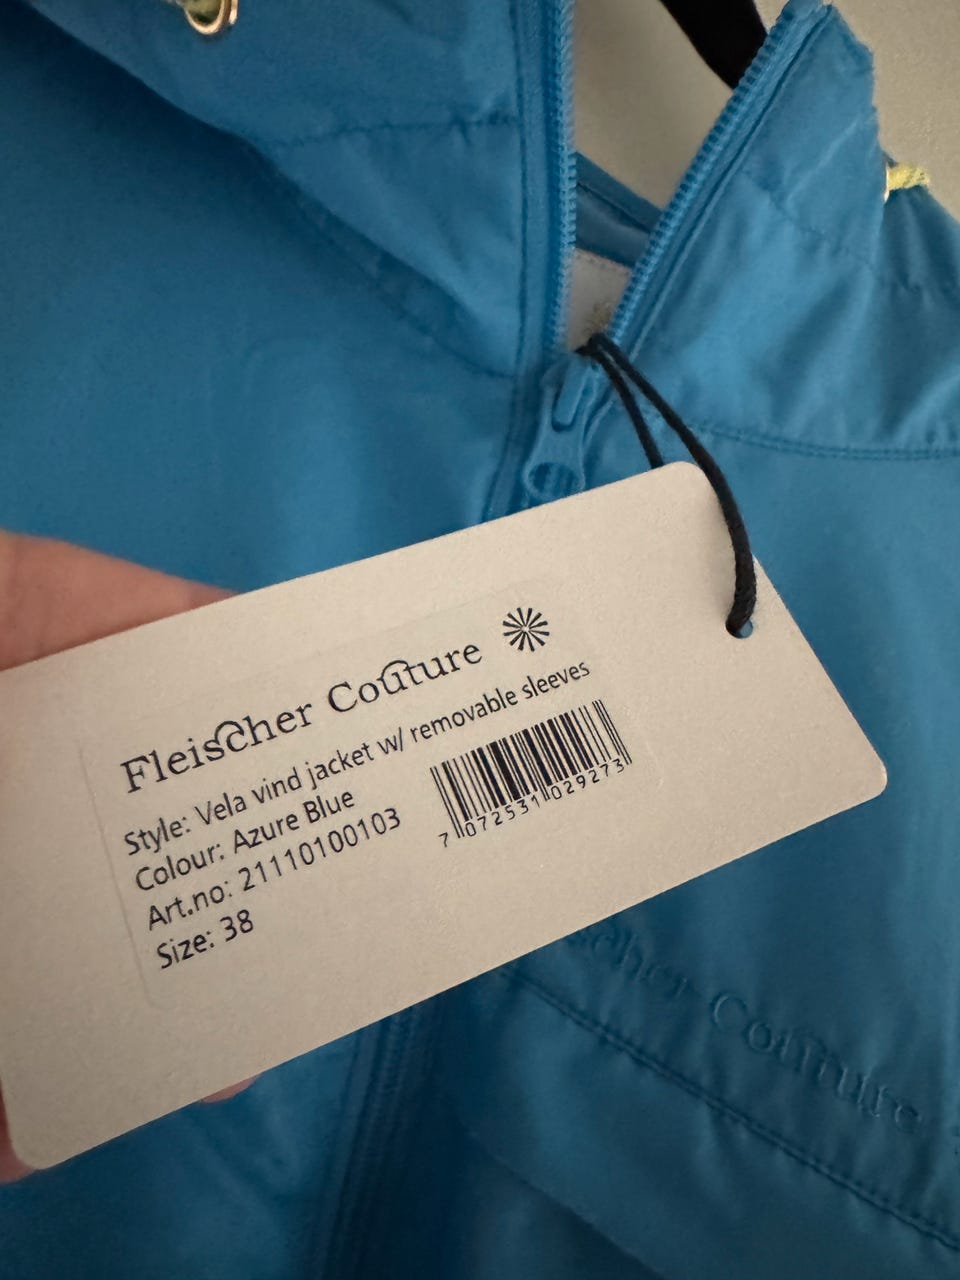 Fleischer Couture
Style: Vela vind jacket w/ removable sleeves
Colour: Azure Blue
Art.no: 21110100103
Size: 38
7 072531 029273
Couture